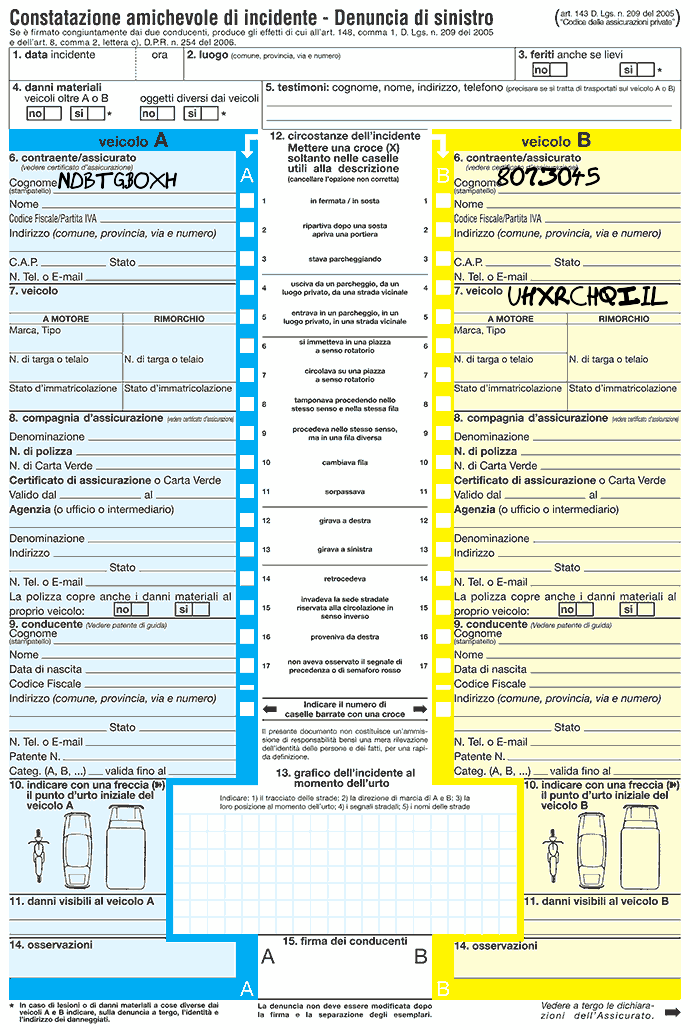 Constatazione amichevole di incidente - Denuncia di sinistro
(art. 143 D. Lgs. n. 209 del 2005 "Codice delle assicurazioni private")
Se è firmato congiuntamente dai due conducenti, produce gli effetti di cui all'art. 148, comma 1, D. Lgs. n. 209 del 2005
e dell'art. 8, comma 2, lettera c), D.P.R. n. 254 del 2006.
1. data incidente ora 2. luogo (comune, provincia, via e numero) 3. feriti anche se lievi
no si *
4. danni materiali
veicoli oltre A o B oggetti diversi dai veicoli
no si * no si *
5. testimoni: cognome, nome, indirizzo, telefono (precisare se si tratta di trasportati sul veicolo A o B)
veicolo A
6. contraente/assicurato
(vedere certificato d'assicurazione)
Cognome NDBTG3OXH
(stampatello)
Nome
Codice Fiscale/Partita IVA
Indirizzo (comune, provincia, via e numero)
C.A.P. Stato
N. Tel. o E-mail
7. veicolo
A MOTORE RIMORCHIO
Marca, Tipo
N. di targa o telaio N. di targa o telaio
Stato d'immatricolazione Stato d'immatricolazione
8. compagnia d'assicurazione (vedere certificato d'assicurazione)
Denominazione
N. di polizza
N. di Carta Verde
Certificato di assicurazione o Carta Verde
Valido dal al
Agenzia (o ufficio o intermediario)
Denominazione
Indirizzo
Stato
N. Tel. o E-mail
La polizza copre anche i danni materiali al
proprio veicolo: no si
9. conducente (Vedere patente di guida)
Cognome
(stampatello)
Nome
Data di nascita
Codice Fiscale
Indirizzo (comune, provincia, via e numero)
Stato
N. Tel. o E-mail
Patente N.
Categ. (A, B, ...) valida fino al
10. indicare con una freccia
il punto d'urto iniziale del
veicolo A
11. danni visibili al veicolo A
14. osservazioni
A
12. circostanze dell'incidente
Mettere una croce (X)
soltanto nelle caselle
utili alla descrizione
(cancellare l'opzione non corretta)
A B
1 in fermata / in sosta 1
2 ripartiva dopo una sosta 2
apriva una portiera
3 stava parcheggiando 3
4 usciva da un parcheggio, da un 4
luogo privato, da una strada vicinale
5 entrava in un parcheggio, in un 5
luogo privato, in una strada vicinale
6 si immetteva in una piazza 6
a senso rotatorio
7 circolava su una piazza 7
a senso rotatorio
8 tamponava procedendo nello 8
stesso senso e nella stessa fila
9 procedeva nello stesso senso, 9
ma in una fila diversa
10 cambiava fila 10
11 sorpassava 11
12 girava a destra 12
13 girava a sinistra 13
14 retrocedeva 14
15 invadeva la sede stradale 15
riservata alla circolazione in
senso inverso
16 proveniva da destra 16
17 non aveva osservato il segnale di 17
precedenza o di semaforo rosso
Indicare il numero di
caselle barrate con una croce
Il presente documento non costituisce un'ammis-
sione di responsabilità bensì una mera rilevazione
dell'identità delle persone e dei fatti, per una rapi-
da definizione.
13. grafico dell'incidente al
momento dell'urto
Indicare: 1) il tracciato delle strade; 2) la direzione di marcia di A e B; 3) la
loro posizione al momento dell'urto; 4) i segnali stradali; 5) i nomi delle strade
15. firma dei conducenti
A B
veicolo B
6. contraente/assicurato
(vedere certificato d'assicurazione)
Cognome 8073045
(stampatello)
Nome
Codice Fiscale/Partita IVA
Indirizzo (comune, provincia, via e numero)
C.A.P. Stato
N. Tel. o E-mail
7. veicolo UHXRCHQIIL
A MOTORE RIMORCHIO
Marca, Tipo
N. di targa o telaio N. di targa o telaio
Stato d'immatricolazione Stato d'immatricolazione
8. compagnia d'assicurazione (vedere certificato d'assicurazione)
Denominazione
N. di polizza
N. di Carta Verde
Certificato di assicurazione o Carta Verde
Valido dal al
Agenzia (o ufficio o intermediario)
Denominazione
Indirizzo
Stato
N. Tel. o E-mail
La polizza copre anche i danni materiali al
proprio veicolo: no si
9. conducente (Vedere patente di guida)
Cognome
(stampatello)
Nome
Data di nascita
Codice Fiscale
Indirizzo (comune, provincia, via e numero)
Stato
N. Tel. o E-mail
Patente N.
Categ. (A, B, ...) valida fino al
10. indicare con una freccia
il punto d'urto iniziale del
veicolo B
11. danni visibili al veicolo B
14. osservazioni
B
* In caso di lesioni o di danni materiali a cose diverse dai
veicoli A e B indicare, sulla denuncia a tergo, l'identità e
l'indirizzo dei danneggiati.
La denuncia non deve essere modificata dopo
la firma e la separazione degli esemplari.
Vedere a tergo le dichiara-
zioni dell'Assicurato.